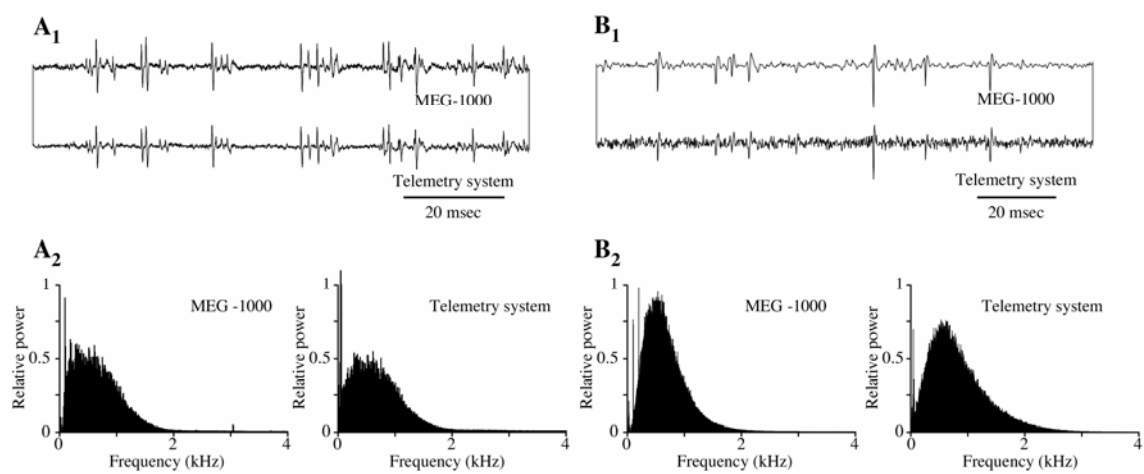 A1
B1
MEG-1000
MEG-1000
Telemetry system
Telemetry system
20 msec
20 msec
A2
B2
Relative power
1
0.5
0
MEG -1000
0
2
4
Frequency (kHz)
Relative power
1
0.5
0
Telemetry system
0
2
4
Frequency (kHz)
Relative power
1
0.5
0
MEG -1000
0
2
4
Frequency (kHz)
Relative power
1
0.5
0
Telemetry system
0
2
4
Frequency (kHz)